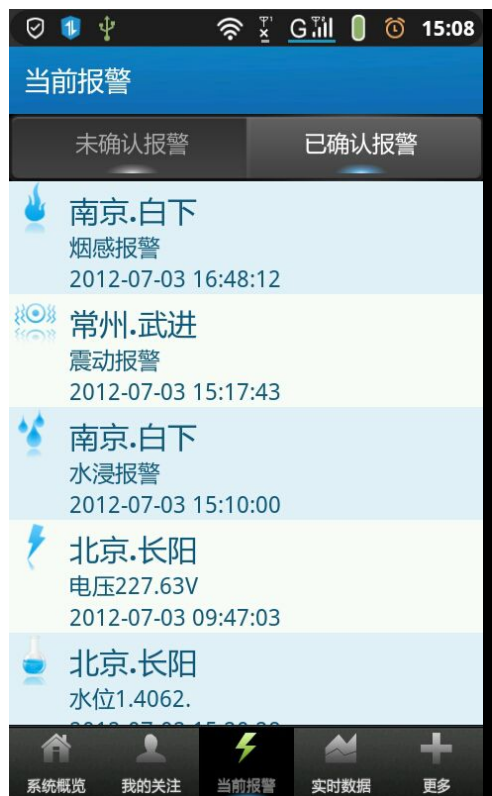 15:08
当前报警
未确认报警 已确认报警
南京.白下
烟感报警
2012-07-03 16:48:12
常州.武进
震动报警
2012-07-03 15:17:43
南京.白下
水浸报警
2012-07-03 15:10:00
北京.长阳
电压227.63V
2012-07-03 09:47:03
北京.长阳
水位1.4062.
系统概览 我的关注 当前报警 实时数据 更多